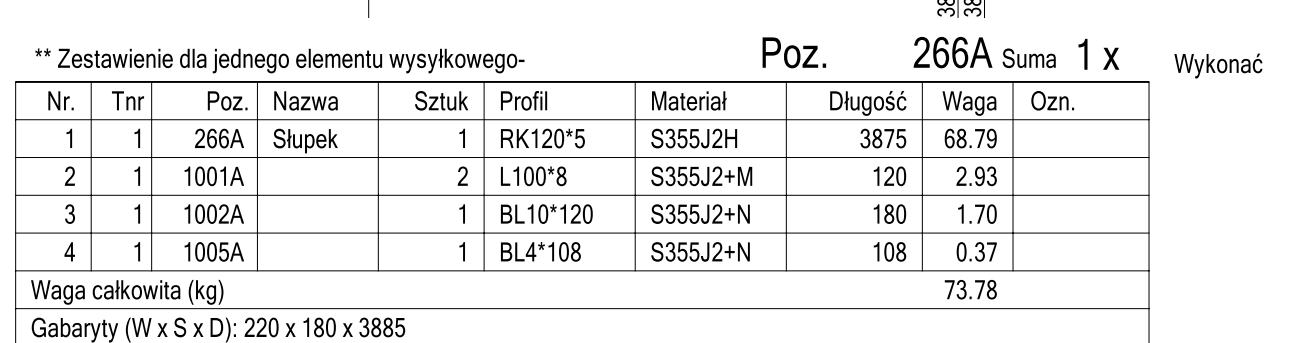 38
38
** Zestawienie dla jednego elementu wysyłkowego- Poz. 266A Suma 1 x Wykonać
Nr. Tnr Poz. Nazwa Sztuk Profil Materiał Długość Waga Ozn.
1 1 266A Słupek 1 RK120*5 S355J2H 3875 68.79
2 1 1001A 2 L100*8 S355J2+M 120 2.93
3 1 1002A 1 BL10*120 S355J2+N 180 1.70
4 1 1005A 1 BL4*108 S355J2+N 108 0.37
Waga całkowita (kg) 73.78
Gabaryty (W x S x D): 220 x 180 x 3885